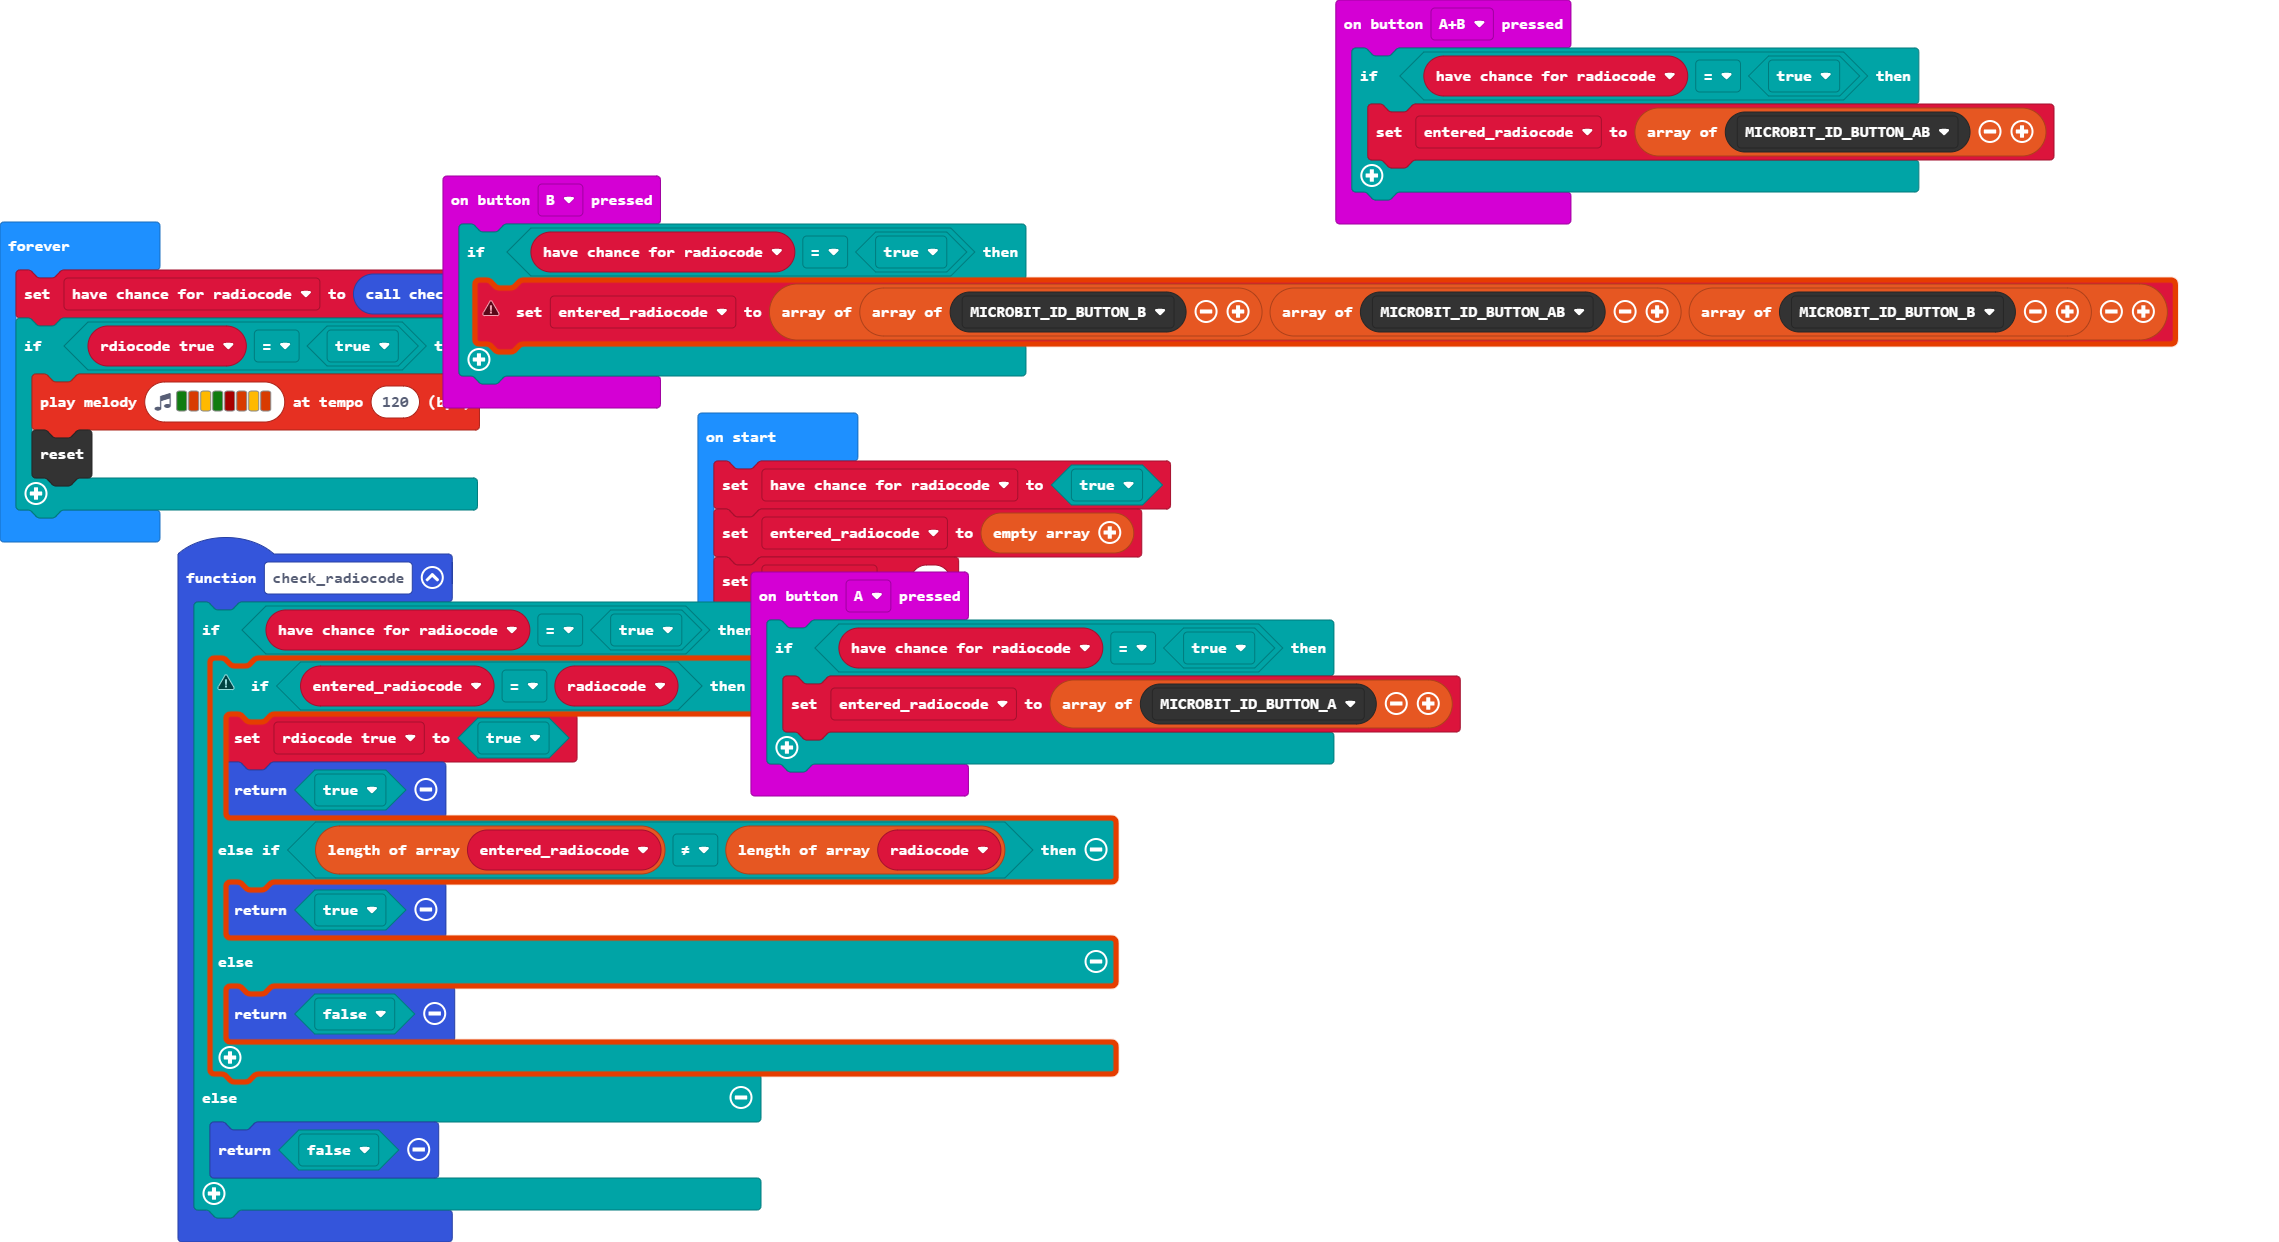 on button A+B pressed
if have chance for radiocode = true then
set entered_radiocode to array of MICROBIT_ID_BUTTON_AB
on button B pressed
if have chance for radiocode = true then
set entered_radiocode to array of array of MICROBIT_ID_BUTTON_B array of MICROBIT_ID_BUTTON_AB array of MICROBIT_ID_BUTTON_B
forever
set have chance for radiocode to call chec
if rdiocode true = true
play melody at tempo 120
reset
on start
set have chance for radiocode to true
set entered_radiocode to empty array
set
on button A pressed
if have chance for radiocode = true then
set entered_radiocode to array of MICROBIT_ID_BUTTON_A
function check_radiocode
if have chance for radiocode = true then
if entered_radiocode = radiocode then
set rdiocode true to true
return true
else if length of array entered_radiocode ≠ length of array radiocode then
return true
else
return false
else
return false